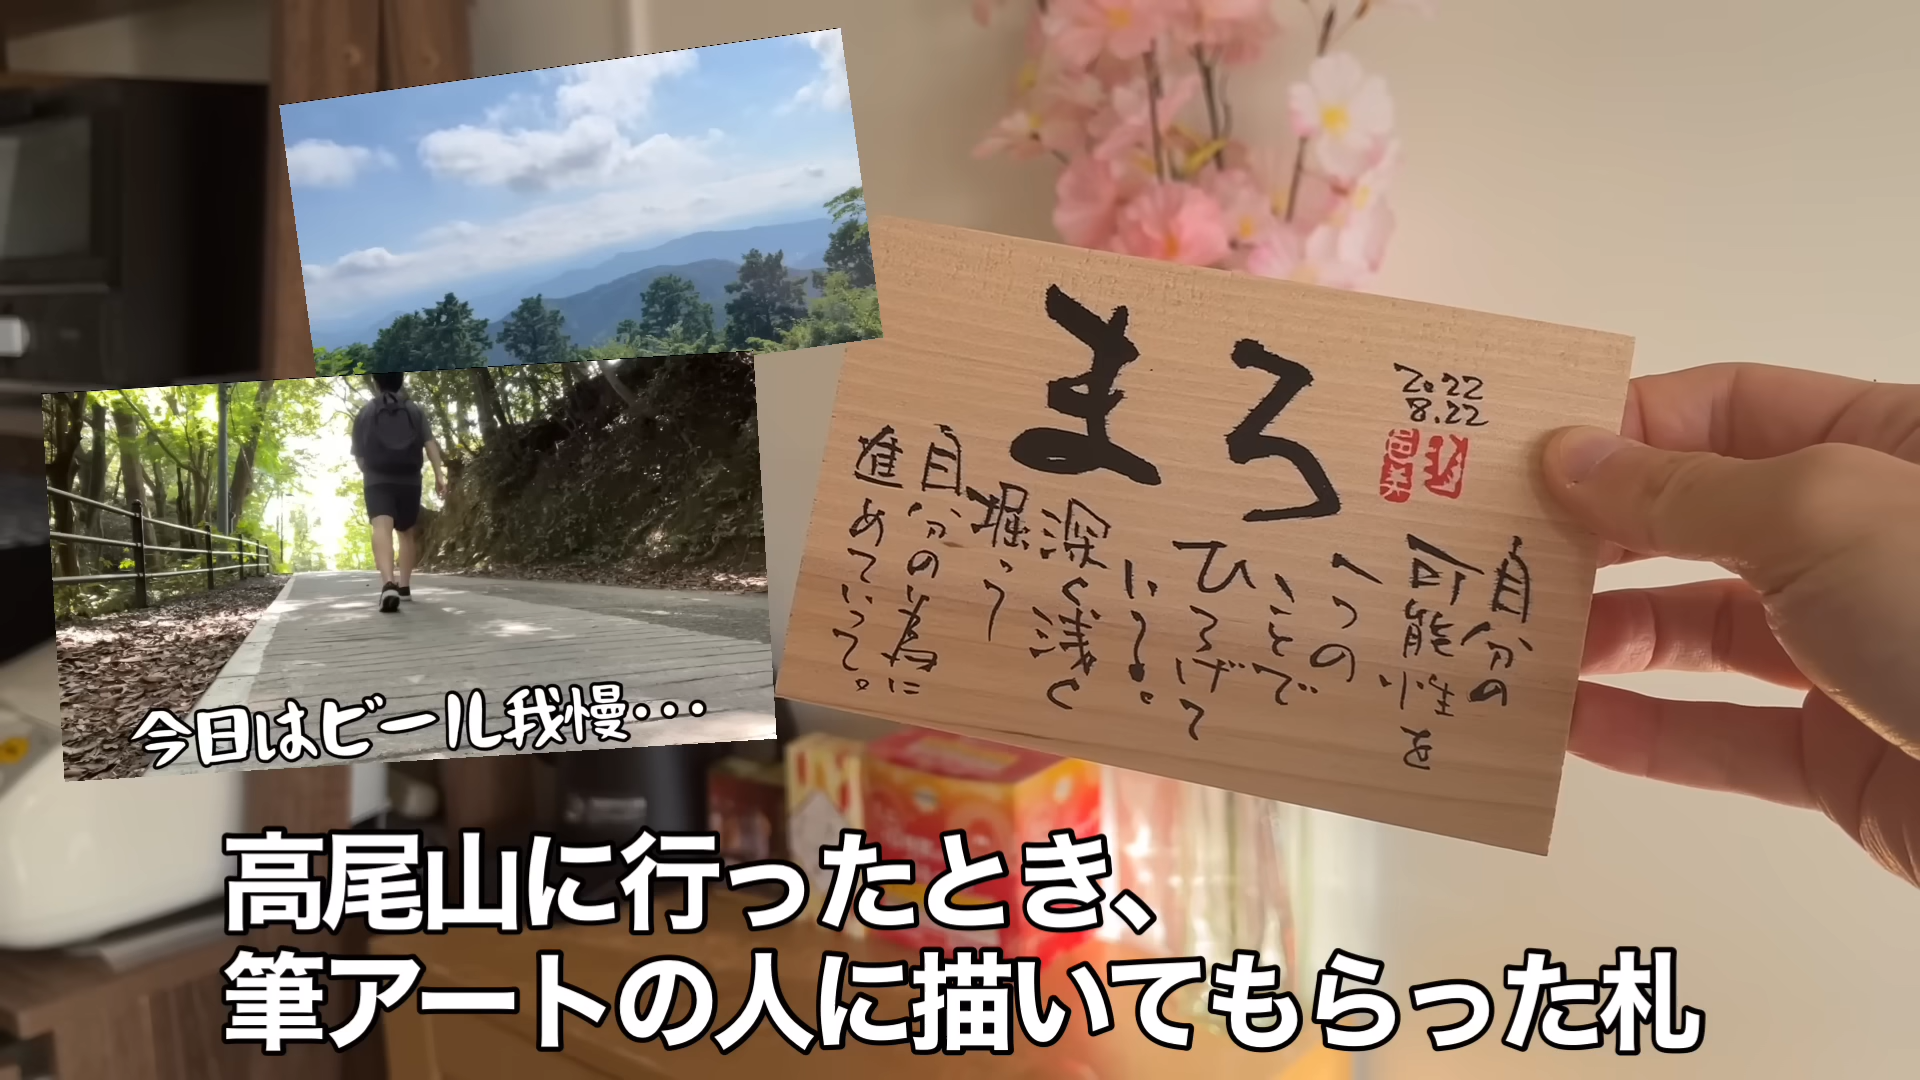 まろ
2022
8.22
自分の
可能性を
一つの
ことで
ひろげて
いる。
深く浅く
堀って
自分の為に
進めていって。
今日はビール我慢…
高尾山に行ったとき、
筆アートの人に描いてもらった札